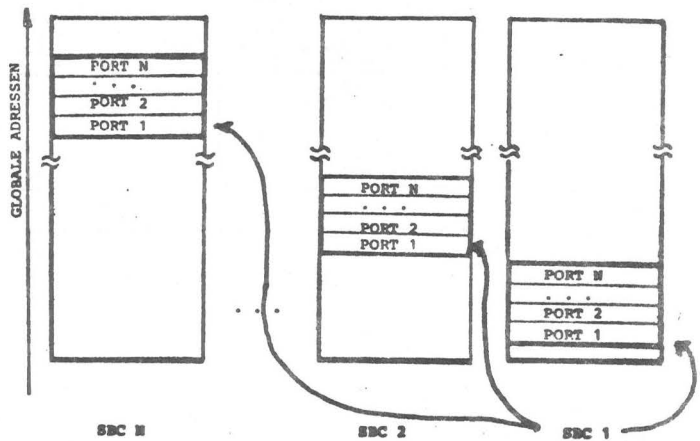 GLOBALE ADRESSEN
PORT N
. . .
PORT 2
PORT 1
SBC N
. . .
PORT N
. . .
PORT 2
PORT 1
SBC 2
PORT N
. . .
PORT 2
PORT 1
SBC 1